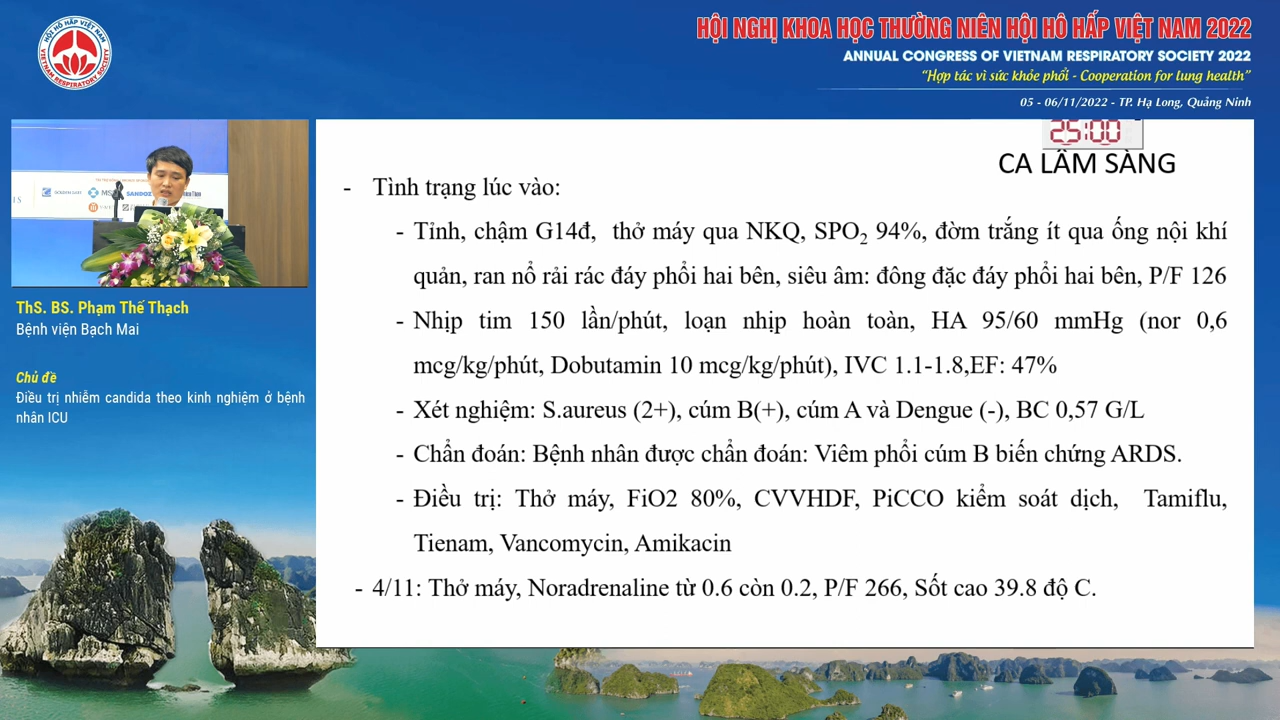 HỘI HÔ HẤP VIỆT NAM
VIETNAM RESPIRATORY SOCIETY
HỘI NGHỊ KHOA HỌC THƯỜNG NIÊN HỘI HÔ HẤP VIỆT NAM 2022
ANNUAL CONGRESS OF VIETNAM RESPIRATORY SOCIETY 2022
“Hợp tác vì sức khỏe phổi - Cooperation for lung health”
05 - 06/11/2022 - TP. Hạ Long, Quảng Ninh
SANDOZ
ThS. BS. Phạm Thế Thạch
Bệnh viện Bạch Mai
Chủ đề
Điều trị nhiễm candida theo kinh nghiệm ở bệnh
nhân ICU
25:00
CA LÂM SÀNG
- Tình trạng lúc vào:
- Tỉnh, chậm G14đ, thở máy qua NKQ, SPO₂ 94%, đờm trắng ít qua ống nội khí
quản, ran nổ rải rác đáy phổi hai bên, siêu âm: đông đặc đáy phổi hai bên, P/F 126
- Nhịp tim 150 lần/phút, loạn nhịp hoàn toàn, HA 95/60 mmHg (nor 0,6
mcg/kg/phút, Dobutamin 10 mcg/kg/phút), IVC 1.1-1.8,EF: 47%
- Xét nghiệm: S.aureus (2+), cúm B(+), cúm A và Dengue (-), BC 0,57 G/L
- Chẩn đoán: Bệnh nhân được chẩn đoán: Viêm phổi cúm B biến chứng ARDS.
- Điều trị: Thở máy, FiO2 80%, CVVHDF, PiCCO kiểm soát dịch, Tamiflu,
Tienam, Vancomycin, Amikacin
- 4/11: Thở máy, Noradrenaline từ 0.6 còn 0.2, P/F 266, Sốt cao 39.8 độ C.